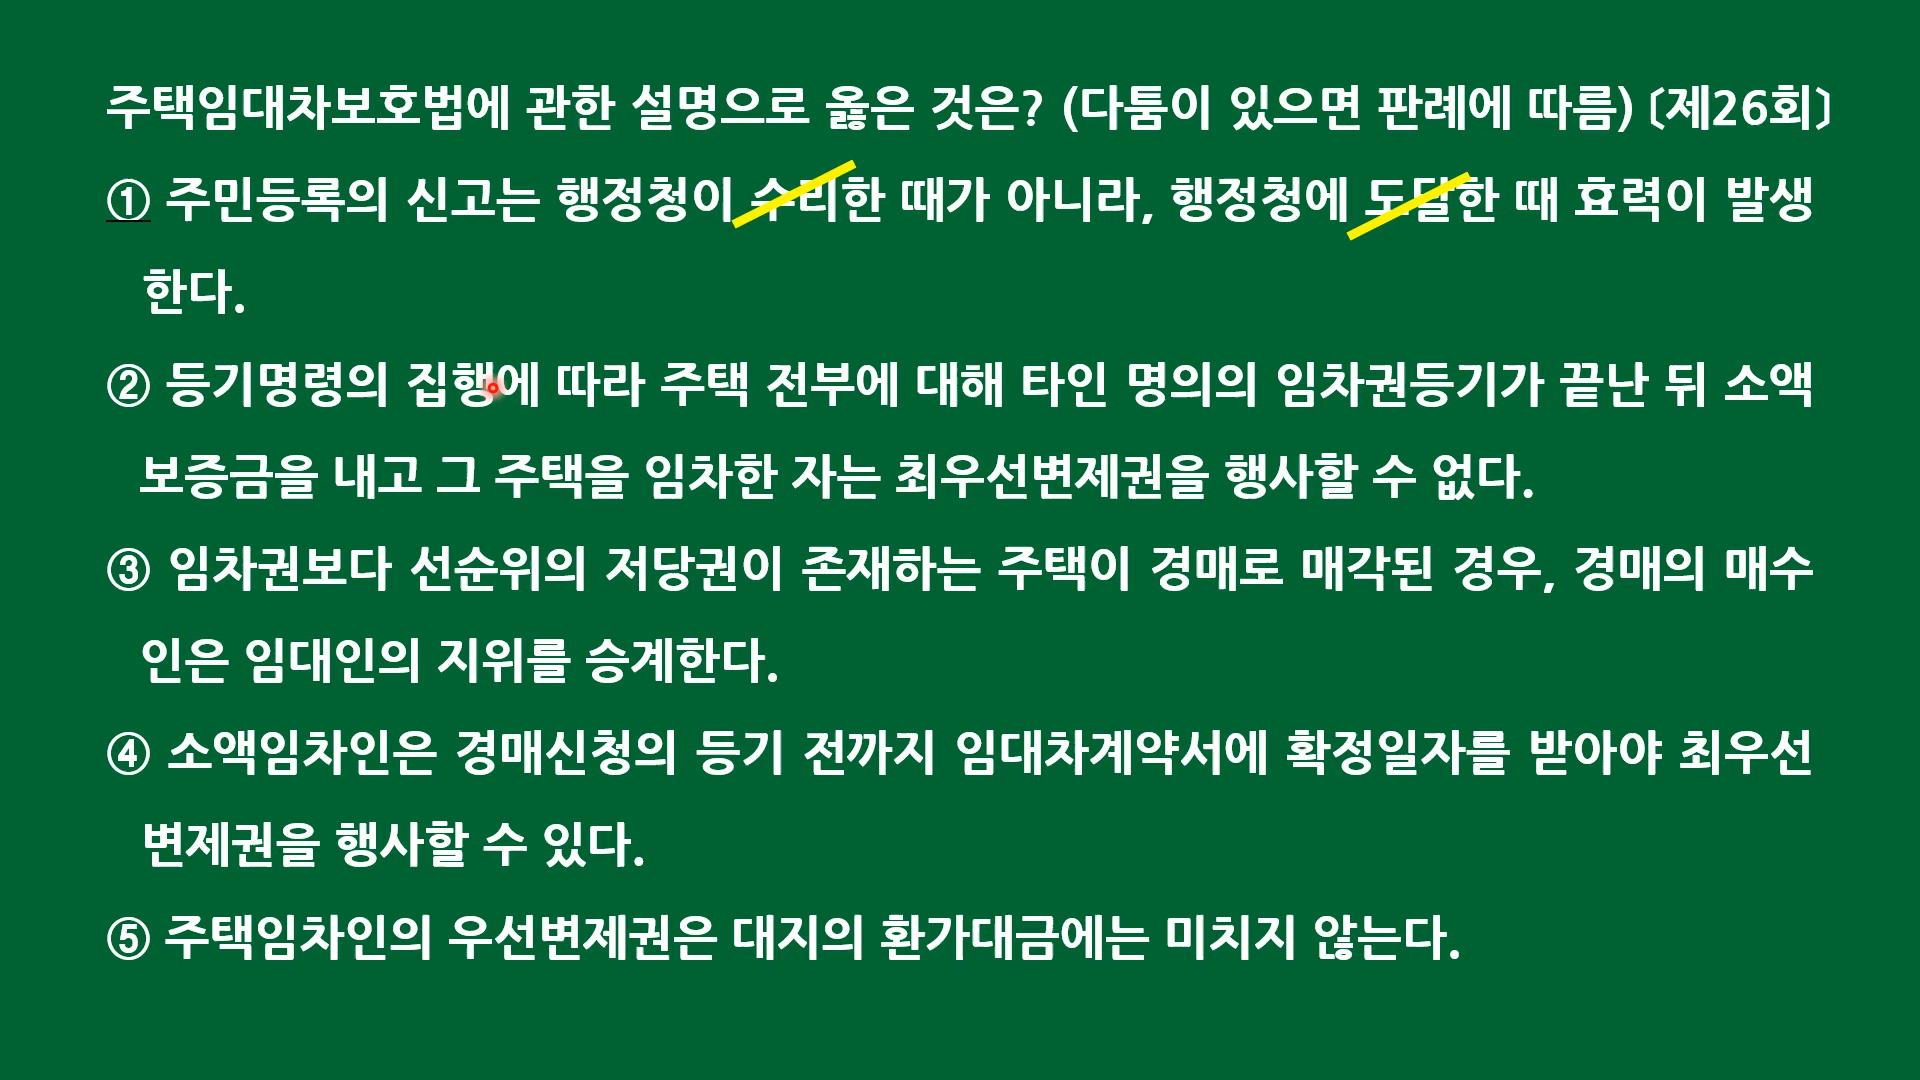 주택임대차보호법에 관한 설명으로 옳은 것은? (다툼이 있으면 판례에 따름)〔제26회〕
① 주민등록의 신고는 행정청이 수리한 때가 아니라, 행정청에 도달한 때 효력이 발생
한다.
② 등기명령의 집행에 따라 주택 전부에 대해 타인 명의의 임차권등기가 끝난 뒤 소액
보증금을 내고 그 주택을 임차한 자는 최우선변제권을 행사할 수 없다.
③ 임차권보다 선순위의 저당권이 존재하는 주택이 경매로 매각된 경우, 경매의 매수
인은 임대인의 지위를 승계한다.
④ 소액임차인은 경매신청의 등기 전까지 임대차계약서에 확정일자를 받아야 최우선
변제권을 행사할 수 있다.
⑤ 주택임차인의 우선변제권은 대지의 환가대금에는 미치지 않는다.